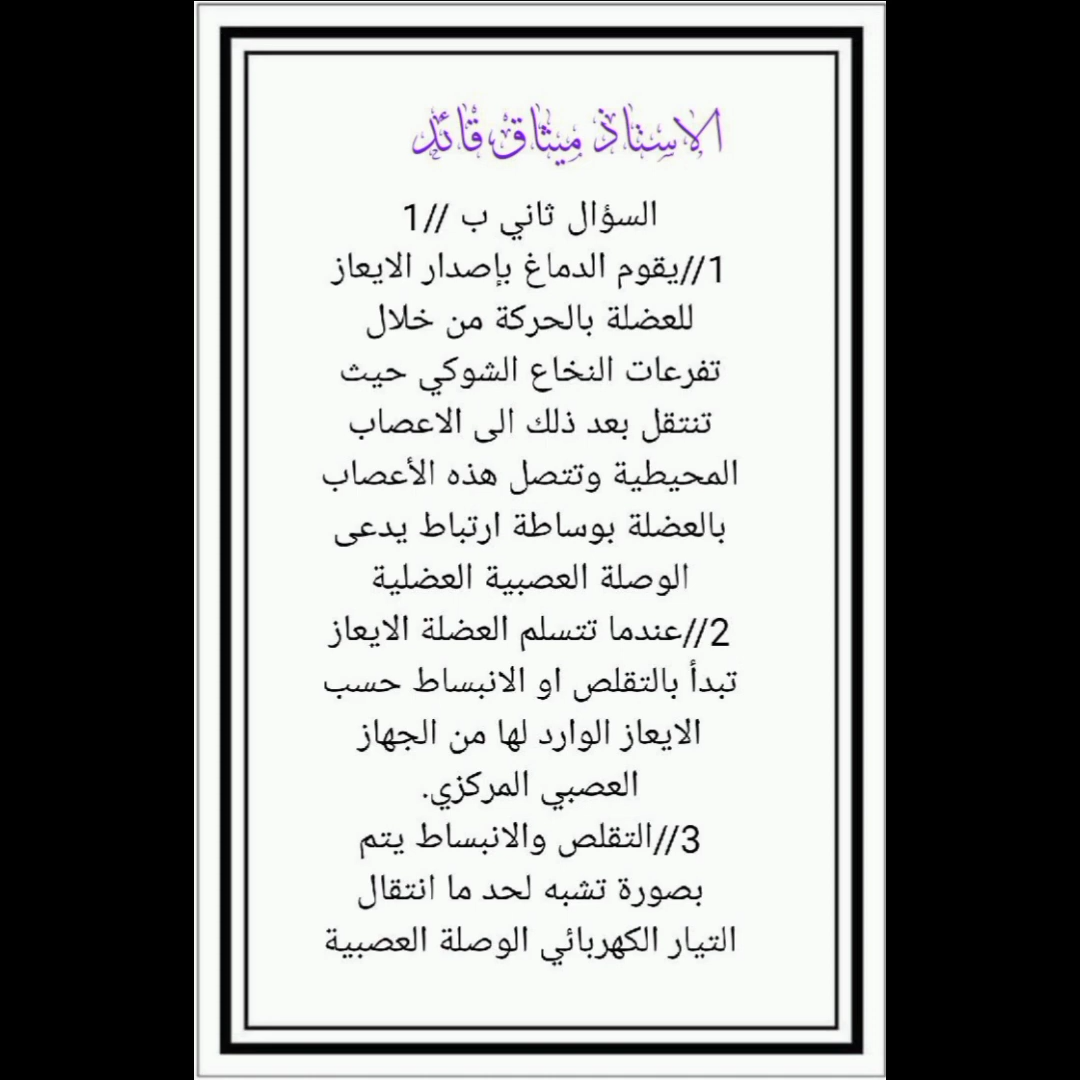 الاستاذ ميثاق قائد
السؤال ثاني ب //1
1//يقوم الدماغ بإصدار الايعاز
للعضلة بالحركة من خلال
تفرعات النخاع الشوكي حيث
تنتقل بعد ذلك الى الاعصاب
المحيطية وتتصل هذه الأعصاب
بالعضلة بوساطة ارتباط يدعى
الوصلة العصبية العضلية
2//عندما تتسلم العضلة الايعاز
تبدأ بالتقلص او الانبساط حسب
الايعاز الوارد لها من الجهاز
العصبي المركزي.
3//التقلص والانبساط يتم
بصورة تشبه لحد ما انتقال
التيار الكهربائي الوصلة العصبية